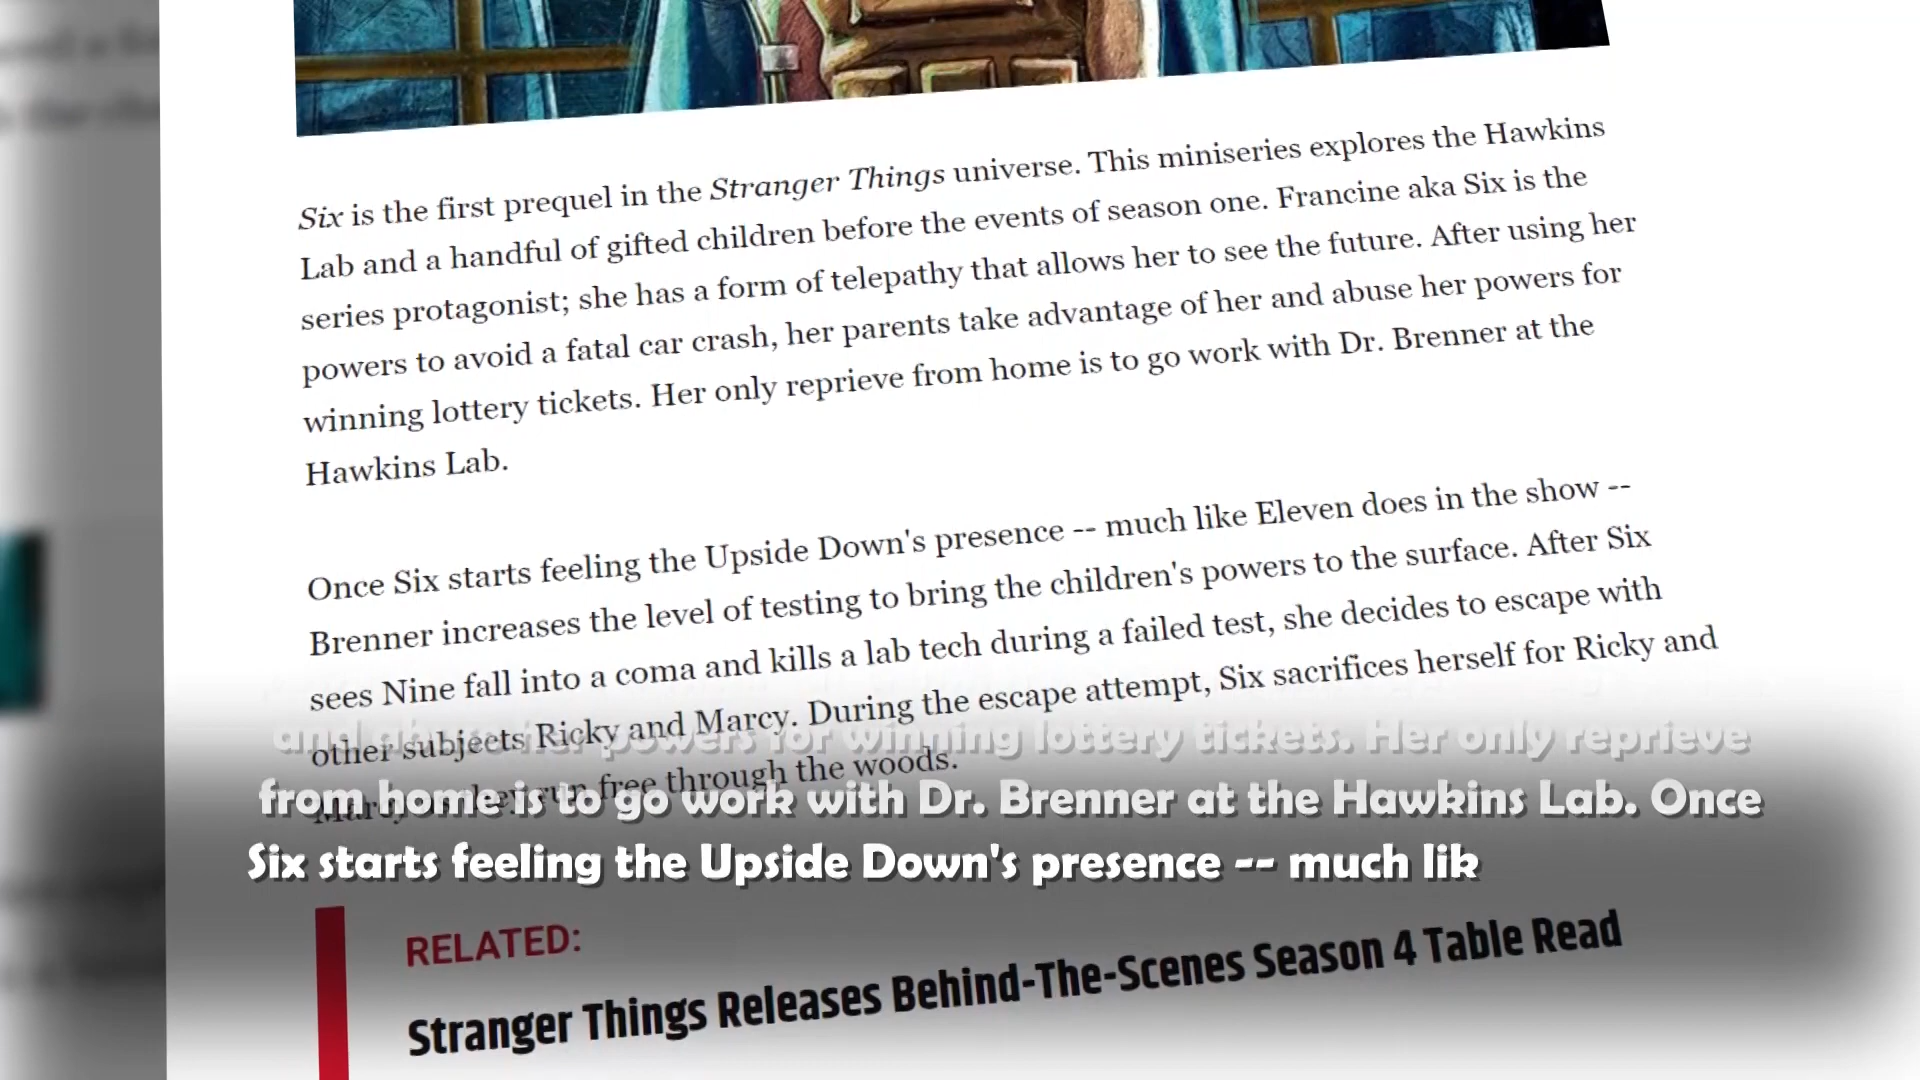 Six is the first prequel in the Stranger Things universe. This miniseries explores the Hawkins
Lab and a handful of gifted children before the events of season one. Francine aka Six is the
series protagonist; she has a form of telepathy that allows her to see the future. After using her
powers to avoid a fatal car crash, her parents take advantage of her and abuse her powers for
winning lottery tickets. Her only reprieve from home is to go work with Dr. Brenner at the
Hawkins Lab.
Once Six starts feeling the Upside Down's presence -- much like Eleven does in the show --
Brenner increases the level of testing to bring the children's powers to the surface. After Six
sees Nine fall into a coma and kills a lab tech during a failed test, she decides to escape with
other subjects Ricky and Marcy. During the escape attempt, Six sacrifices herself for Ricky and
run free through the woods.
and powers for winning lottery tickets. Her only reprieve
from home is to go work with Dr. Brenner at the Hawkins Lab. Once
Six starts feeling the Upside Down's presence -- much lik
RELATED:
Stranger Things Releases Behind-The-Scenes Season 4 Table Read